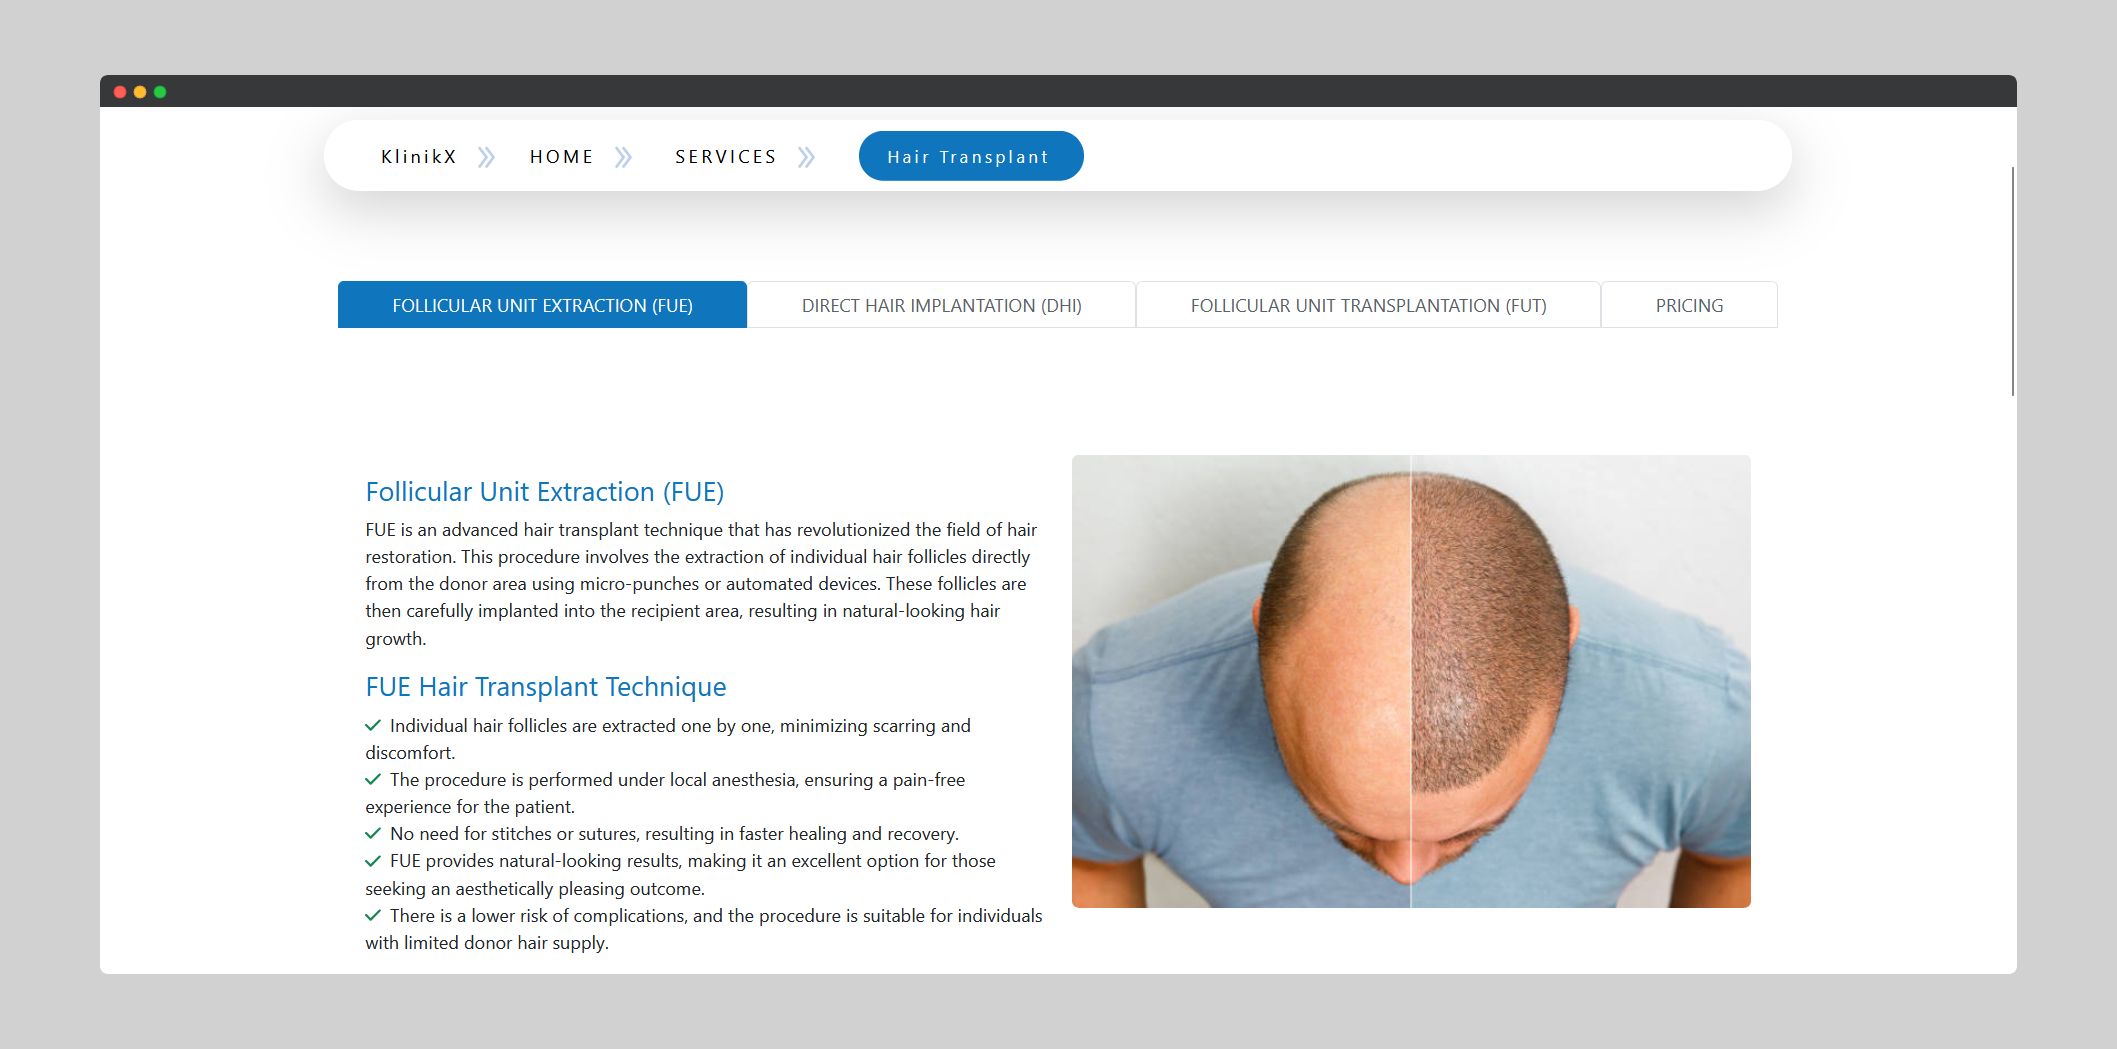 KlinikX HOME SERVICES Hair Transplant
FOLLICULAR UNIT EXTRACTION (FUE) DIRECT HAIR IMPLANTATION (DHI) FOLLICULAR UNIT TRANSPLANTATION (FUT) PRICING
Follicular Unit Extraction (FUE)
FUE is an advanced hair transplant technique that has revolutionized the field of hair
restoration. This procedure involves the extraction of individual hair follicles directly
from the donor area using micro-punches or automated devices. These follicles are
then carefully implanted into the recipient area, resulting in natural-looking hair
growth.
FUE Hair Transplant Technique
Individual hair follicles are extracted one by one, minimizing scarring and
discomfort.
The procedure is performed under local anesthesia, ensuring a pain-free
experience for the patient.
No need for stitches or sutures, resulting in faster healing and recovery.
FUE provides natural-looking results, making it an excellent option for those
seeking an aesthetically pleasing outcome.
There is a lower risk of complications, and the procedure is suitable for individuals
with limited donor hair supply.